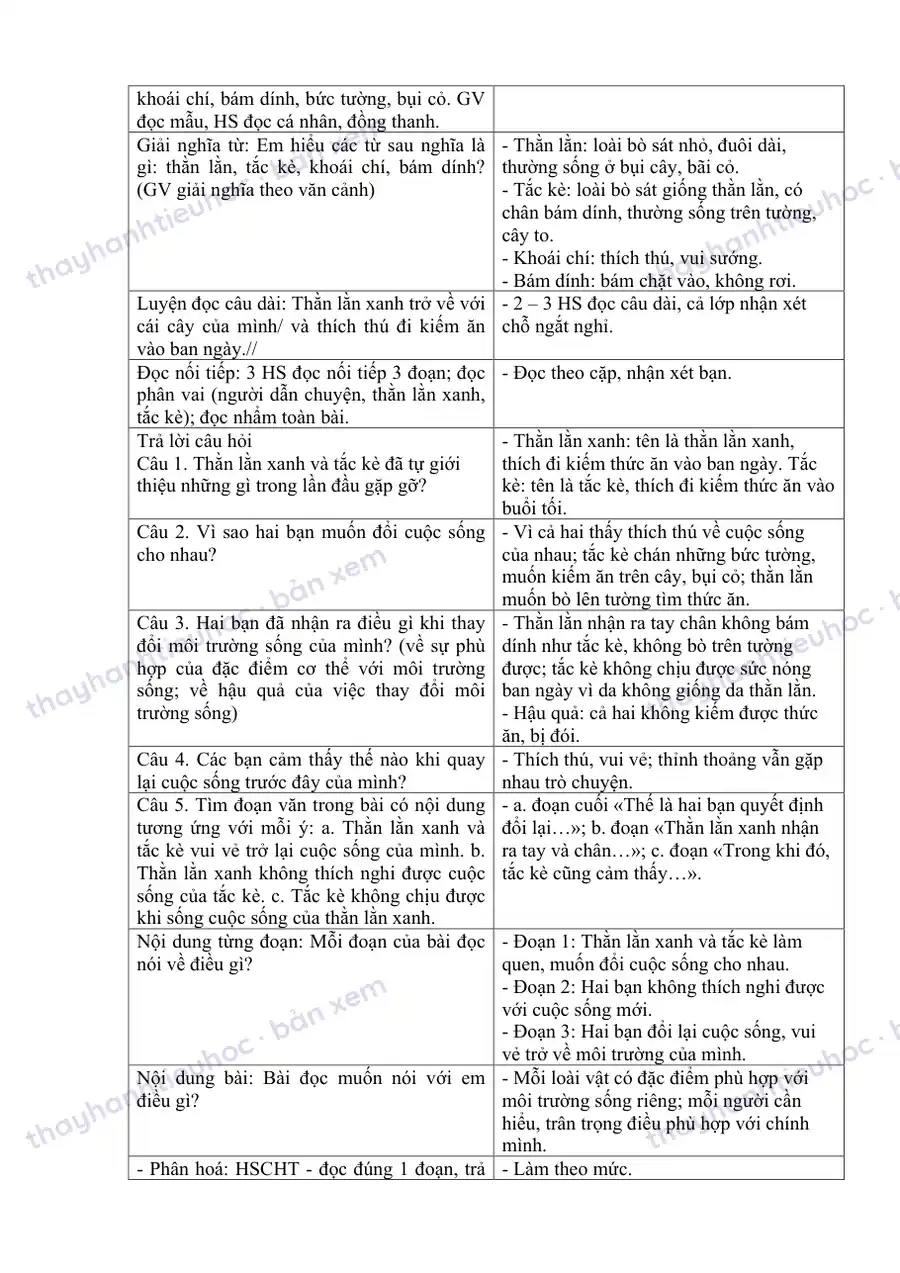 khoái chí, bám dính, bức tường, bụi cỏ. GV
đọc mẫu, HS đọc cá nhân, đồng thanh.
Giải nghĩa từ: Em hiểu các từ sau nghĩa là
gì: thằn lằn, tắc kè, khoái chí, bám dính?
(GV giải nghĩa theo văn cảnh)
- Thằn lằn: loài bò sát nhỏ, đuôi dài,
thường sống ở bụi cây, bãi cỏ.
- Tắc kè: loài bò sát giống thằn lằn, có
chân bám dính, thường sống trên tường,
cây to.
- Khoái chí: thích thú, vui sướng.
- Bám dính: bám chặt vào, không rơi.
Luyện đọc câu dài: Thằn lằn xanh trở về với
cái cây của mình/ và thích thú đi kiếm ăn
vào ban ngày.//
- 2 – 3 HS đọc câu dài, cả lớp nhận xét
chỗ ngắt nghỉ.
Đọc nối tiếp: 3 HS đọc nối tiếp 3 đoạn; đọc
phân vai (người dẫn chuyện, thằn lằn xanh,
tắc kè); đọc nhẩm toàn bài.
- Đọc theo cặp, nhận xét bạn.
Trả lời câu hỏi
Câu 1. Thằn lằn xanh và tắc kè đã tự giới
thiệu những gì trong lần đầu gặp gỡ?
- Thằn lằn xanh: tên là thằn lằn xanh,
thích đi kiếm thức ăn vào ban ngày. Tắc
kè: tên là tắc kè, thích đi kiếm thức ăn vào
buổi tối.
Câu 2. Vì sao hai bạn muốn đổi cuộc sống
cho nhau?
- Vì cả hai thấy thích thú về cuộc sống
của nhau; tắc kè chán những bức tường,
muốn kiếm ăn trên cây, bụi cỏ; thằn lằn
muốn bò lên tường tìm thức ăn.
Câu 3. Hai bạn đã nhận ra điều gì khi thay
đổi môi trường sống của mình? (về sự phù
hợp của đặc điểm cơ thể với môi trường
sống; về hậu quả của việc thay đổi môi
trường sống)
- Thằn lằn nhận ra tay chân không bám
dính như tắc kè, không bò trên tường
được; tắc kè không chịu được sức nóng
ban ngày vì da không giống da thằn lằn.
- Hậu quả: cả hai không kiếm được thức
ăn, bị đói.
Câu 4. Các bạn cảm thấy thế nào khi quay
lại cuộc sống trước đây của mình?
- Thích thú, vui vẻ; thỉnh thoảng vẫn gặp
nhau trò chuyện.
Câu 5. Tìm đoạn văn trong bài có nội dung
tương ứng với mỗi ý: a. Thằn lằn xanh và
tắc kè vui vẻ trở lại cuộc sống của mình. b.
Thằn lằn xanh không thích nghi được cuộc
sống của tắc kè. c. Tắc kè không chịu được
khi sống cuộc sống của thằn lằn xanh.
- a. đoạn cuối «Thế là hai bạn quyết định
đổi lại…»; b. đoạn «Thằn lằn xanh nhận
ra tay và chân…»; c. đoạn «Trong khi đó,
tắc kè cũng cảm thấy…».
Nội dung từng đoạn: Mỗi đoạn của bài đọc
nói về điều gì?
- Đoạn 1: Thằn lằn xanh và tắc kè làm
quen, muốn đổi cuộc sống cho nhau.
- Đoạn 2: Hai bạn không thích nghi được
với cuộc sống mới.
- Đoạn 3: Hai bạn đổi lại cuộc sống, vui
vẻ trở về môi trường của mình.
Nội dung bài: Bài đọc muốn nói với em
điều gì?
- Mỗi loài vật có đặc điểm phù hợp với
môi trường sống riêng; mỗi người cần
hiểu, trân trọng điều phù hợp với chính
mình.
- Phân hoá: HSCHT - đọc đúng 1 đoạn, trả
- Làm theo mức.
thayhanhtieuhoc · bản xem
thayhanhtieuhoc · b
thayhanhtieuhoc · bản xem
thayhanhtieuhoc · b
thayhanhtieuhoc · bản xem
thayhanhtieuhoc · b